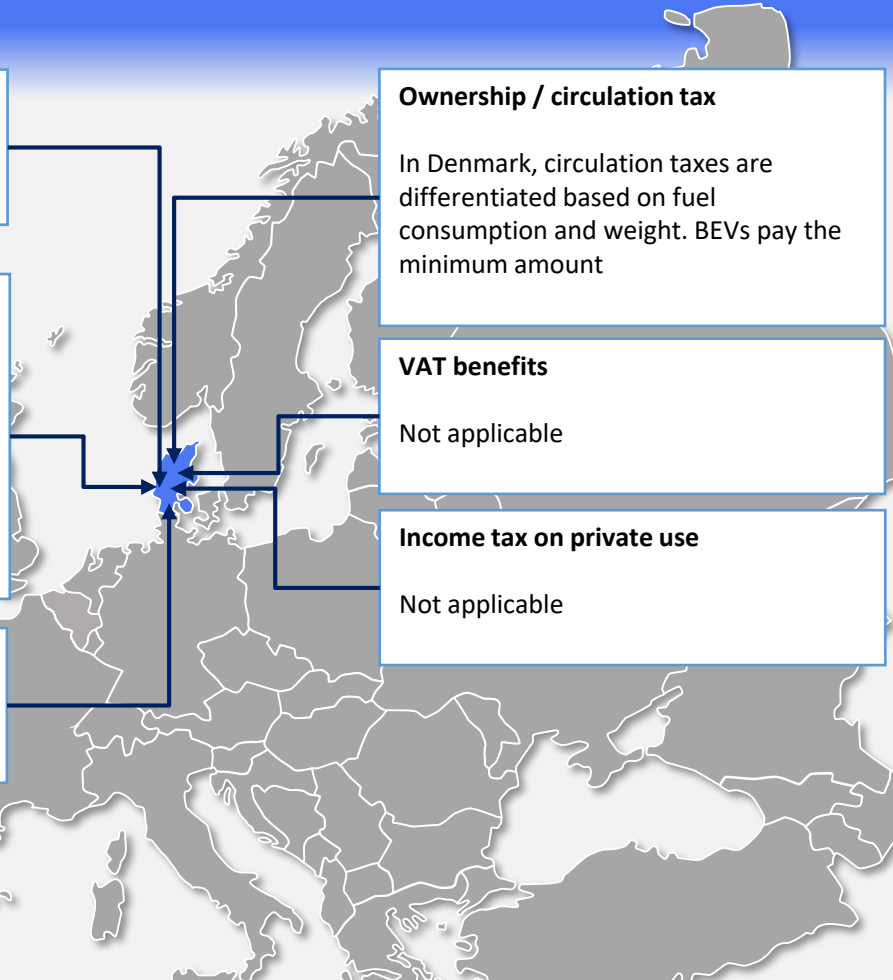 Ownership / circulation tax
In Denmark, circulation taxes are
differentiated based on fuel
consumption and weight. BEVs pay the
minimum amount
VAT benefits
Not applicable
Income tax on private use
Not applicable